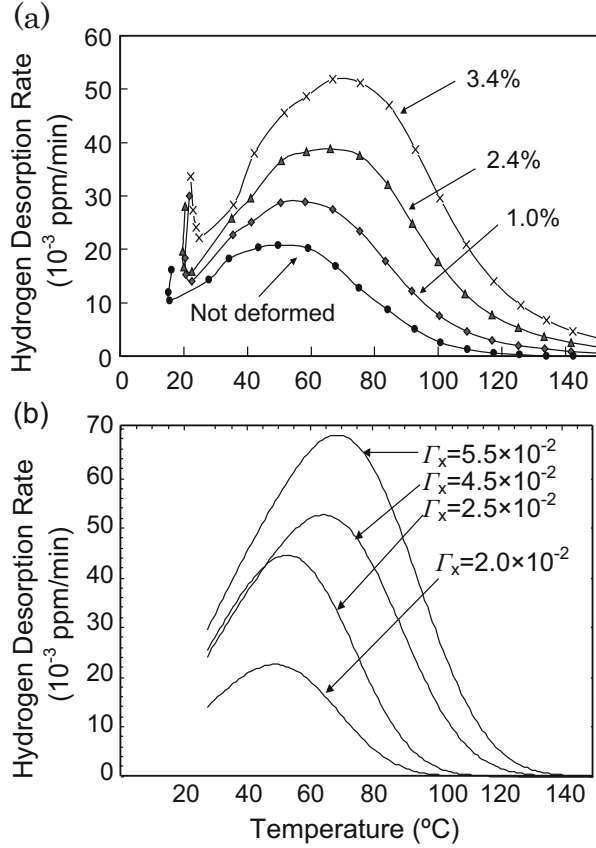 (a)
Hydrogen Desorption Rate
(10⁻³ ppm/min)
60
50
40
30
20
10
0
3.4%
2.4%
1.0%
Not deformed
0 20 40 60 80 100 120 140
(b)
Hydrogen Desorption Rate
(10⁻³ ppm/min)
70
60
50
40
30
20
10
0
Γₓ=5.5×10⁻²
Γₓ=4.5×10⁻²
Γₓ=2.5×10⁻²
Γₓ=2.0×10⁻²
20 40 60 80 100 120 140
Temperature (ºC)